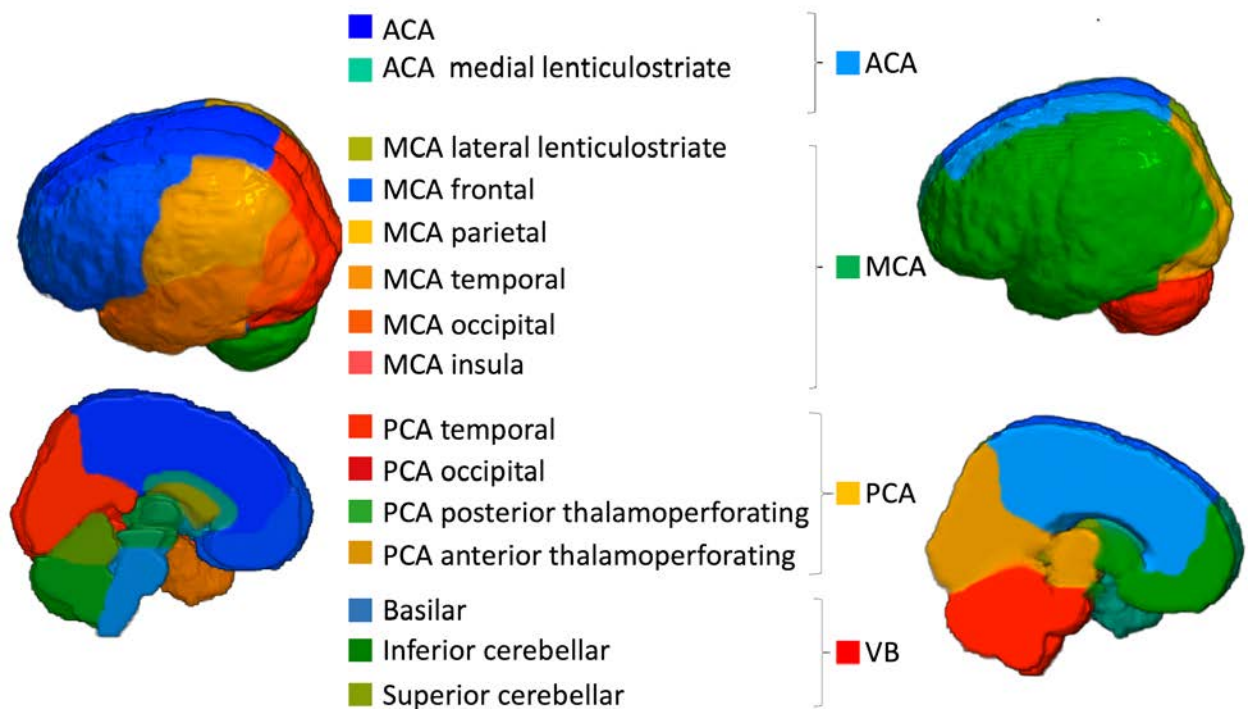 ACA
ACA medial lenticulostriate
ACA
MCA lateral lenticulostriate
MCA frontal
MCA parietal
MCA temporal
MCA occipital
MCA insula
MCA
PCA temporal
PCA occipital
PCA posterior thalamoperforating
PCA anterior thalamoperforating
PCA
Basilar
Inferior cerebellar
Superior cerebellar
VB